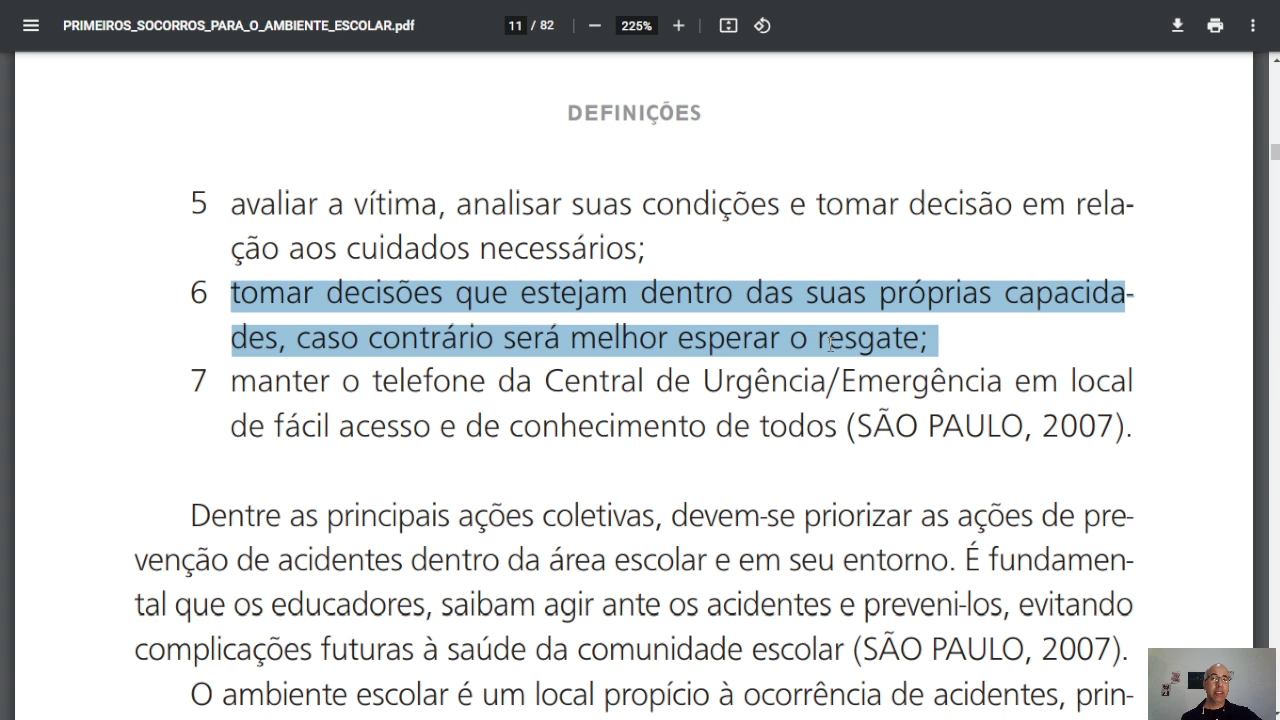 PRIMEIROS_SOCORROS_PARA_O_AMBIENTE_ESCOLAR.pdf
11 / 82
225%
DEFINIÇÕES
5 avaliar a vítima, analisar suas condições e tomar decisão em rela-
ção aos cuidados necessários;
6 tomar decisões que estejam dentro das suas próprias capacida-
des, caso contrário será melhor esperar o resgate;
7 manter o telefone da Central de Urgência/Emergência em local
de fácil acesso e de conhecimento de todos (SÃO PAULO, 2007).
Dentre as principais ações coletivas, devem-se priorizar as ações de pre-
venção de acidentes dentro da área escolar e em seu entorno. É fundamen-
tal que os educadores, saibam agir ante os acidentes e preveni-los, evitando
complicações futuras à saúde da comunidade escolar (SÃO PAULO, 2007).
O ambiente escolar é um local propício à ocorrência de acidentes, prin-